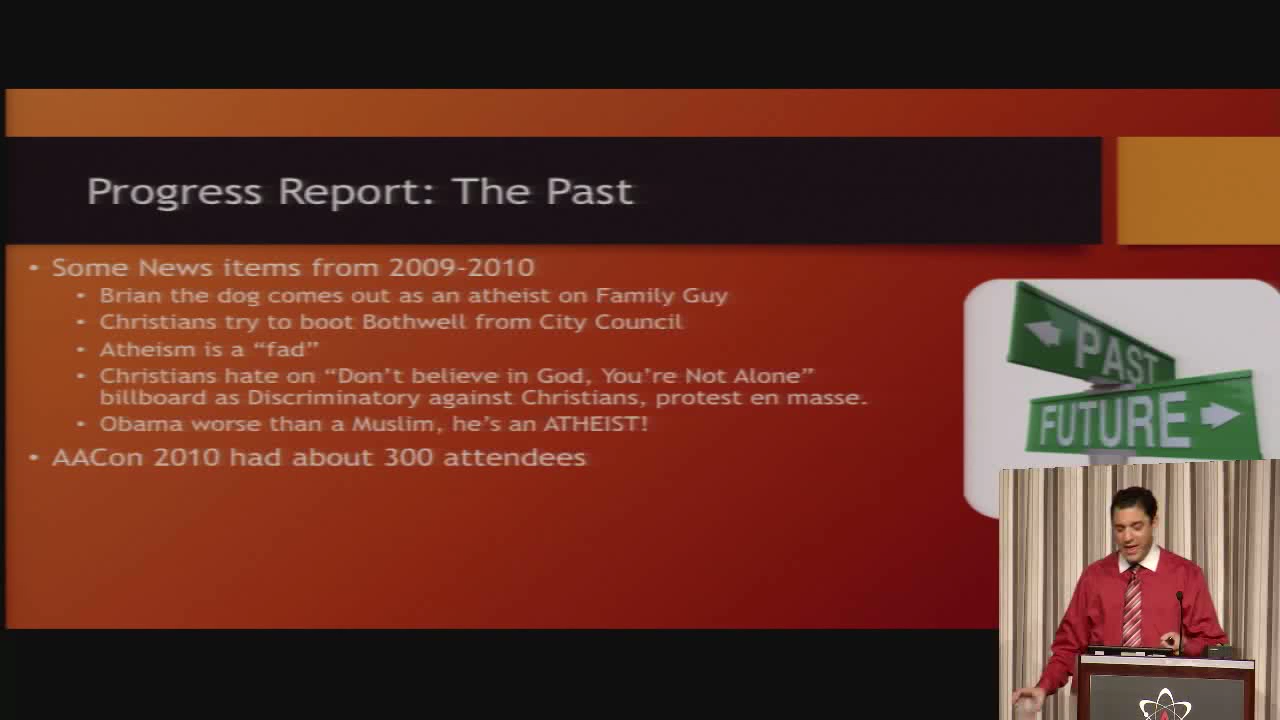 Progress Report: The Past
• Some News items from 2009-2010
• Brian the dog comes out as an atheist on Family Guy
• Christians try to boot Bothwell from City Council
• Atheism is a “fad”
• Christians hate on “Don’t believe in God, You’re Not Alone”
billboard as Discriminatory against Christians, protest en masse.
• Obama worse than a Muslim, he’s an ATHEIST!
• AACon 2010 had about 300 attendees
PAST
FUTURE